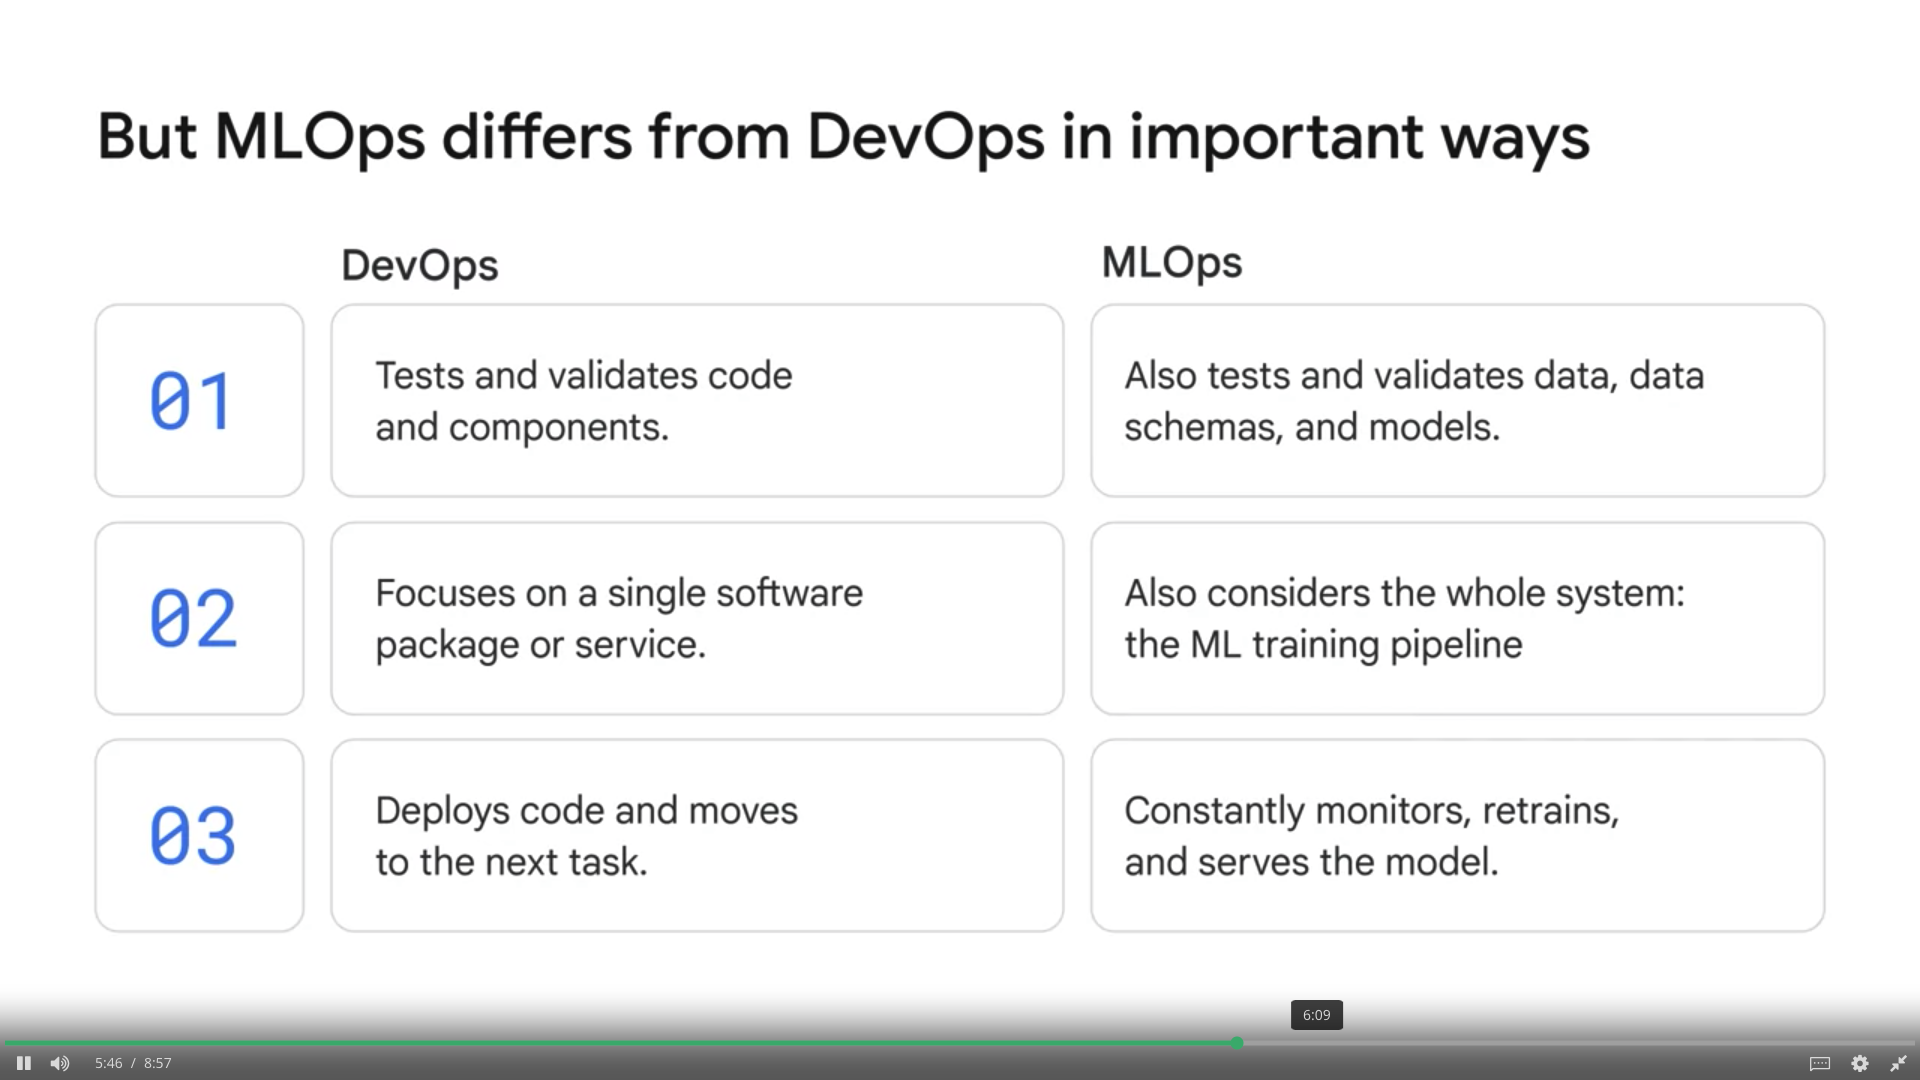 But MLOps differs from DevOps in important ways
DevOps
MLOps
01
Tests and validates code
and components.
Also tests and validates data, data
schemas, and models.
02
Focuses on a single software
package or service.
Also considers the whole system:
the ML training pipeline
03
Deploys code and moves
to the next task.
Constantly monitors, retrains,
and serves the model.
6:09
5:46 / 8:57